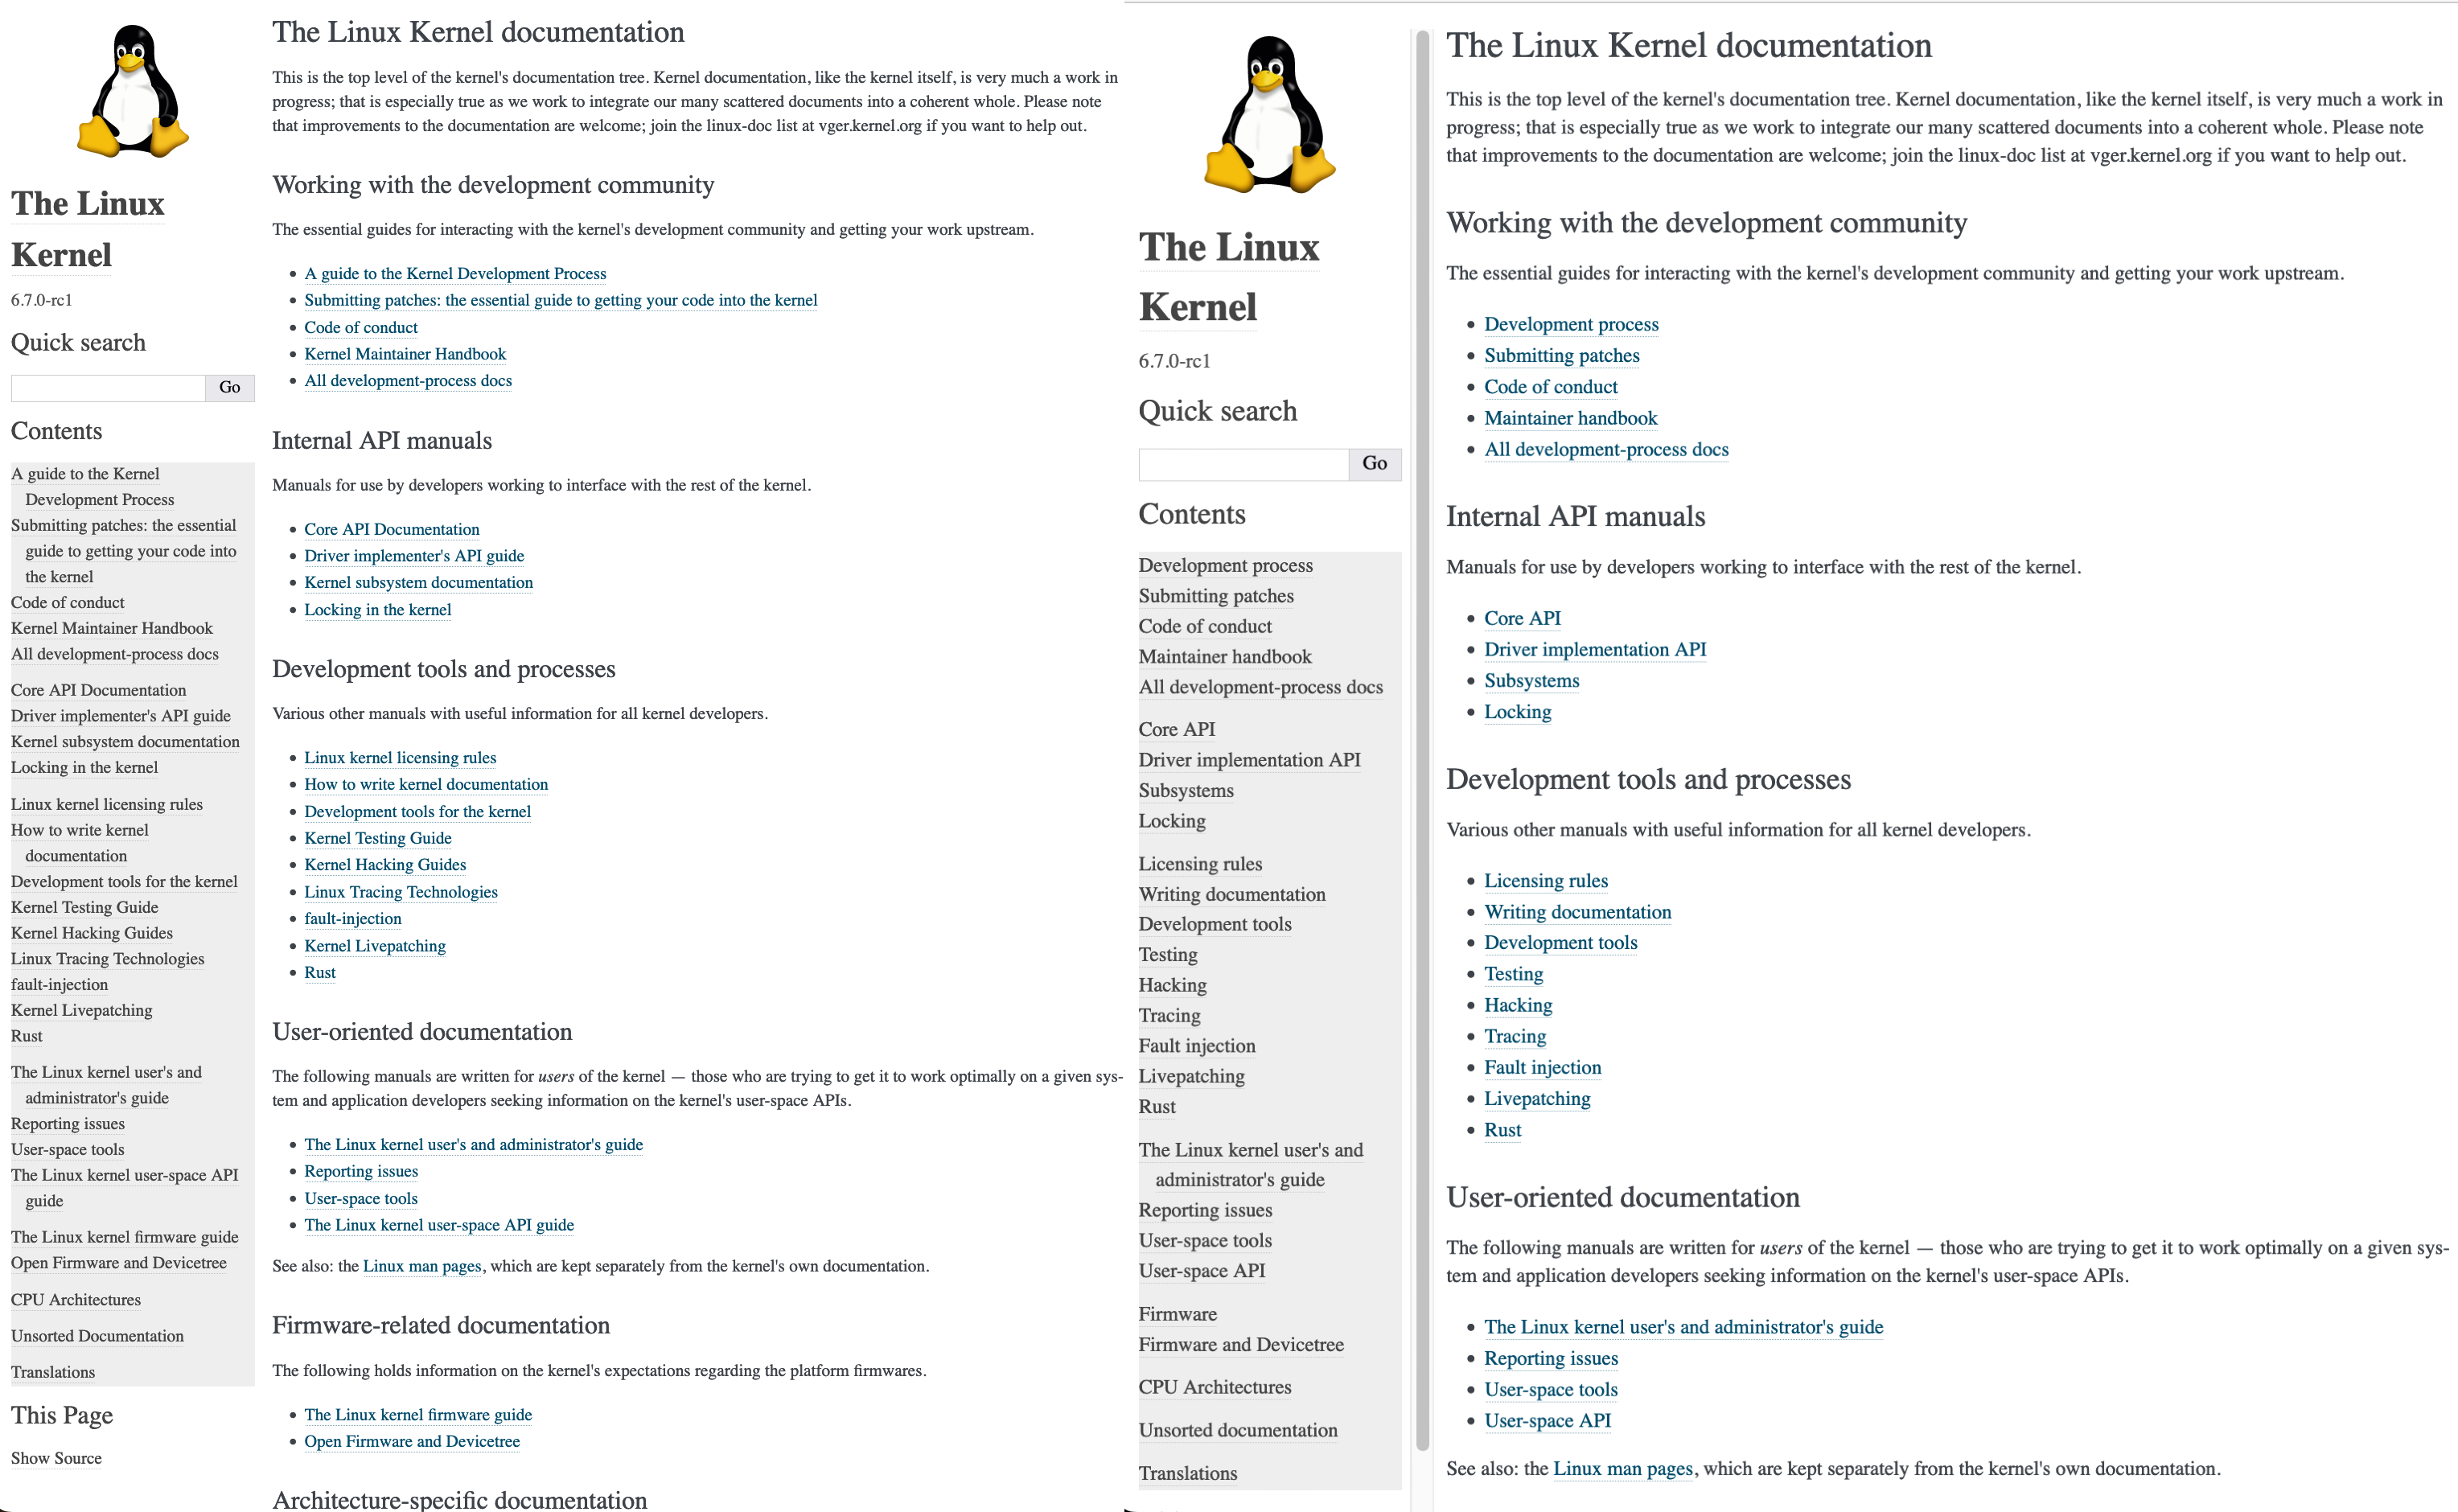 The Linux
Kernel
6.7.0-rc1
Quick search
Go
Contents
A guide to the Kernel
Development Process
Submitting patches: the essential
guide to getting your code into
the kernel
Code of conduct
Kernel Maintainer Handbook
All development-process docs
Core API Documentation
Driver implementer's API guide
Kernel subsystem documentation
Locking in the kernel
Linux kernel licensing rules
How to write kernel
documentation
Development tools for the kernel
Kernel Testing Guide
Kernel Hacking Guides
Linux Tracing Technologies
fault-injection
Kernel Livepatching
Rust
The Linux kernel user's and
administrator's guide
Reporting issues
User-space tools
The Linux kernel user-space API
guide
The Linux kernel firmware guide
Open Firmware and Devicetree
CPU Architectures
Unsorted Documentation
Translations
This Page
Show Source
The Linux Kernel documentation
This is the top level of the kernel's documentation tree. Kernel documentation, like the kernel itself, is very much a work in
progress; that is especially true as we work to integrate our many scattered documents into a coherent whole. Please note
that improvements to the documentation are welcome; join the linux-doc list at vger.kernel.org if you want to help out.
Working with the development community
The essential guides for interacting with the kernel's development community and getting your work upstream.
• A guide to the Kernel Development Process
• Submitting patches: the essential guide to getting your code into the kernel
• Code of conduct
• Kernel Maintainer Handbook
• All development-process docs
Internal API manuals
Manuals for use by developers working to interface with the rest of the kernel.
• Core API Documentation
• Driver implementer's API guide
• Kernel subsystem documentation
• Locking in the kernel
Development tools and processes
Various other manuals with useful information for all kernel developers.
• Linux kernel licensing rules
• How to write kernel documentation
• Development tools for the kernel
• Kernel Testing Guide
• Kernel Hacking Guides
• Linux Tracing Technologies
• fault-injection
• Kernel Livepatching
• Rust
User-oriented documentation
The following manuals are written for users of the kernel — those who are trying to get it to work optimally on a given sys-
tem and application developers seeking information on the kernel's user-space APIs.
• The Linux kernel user's and administrator's guide
• Reporting issues
• User-space tools
• The Linux kernel user-space API guide
See also: the Linux man pages, which are kept separately from the kernel's own documentation.
Firmware-related documentation
The following holds information on the kernel's expectations regarding the platform firmwares.
• The Linux kernel firmware guide
• Open Firmware and Devicetree
Architecture-specific documentation
The Linux
Kernel
6.7.0-rc1
Quick search
Go
Contents
Development process
Submitting patches
Code of conduct
Maintainer handbook
All development-process docs
Core API
Driver implementation API
Subsystems
Locking
Licensing rules
Writing documentation
Development tools
Testing
Hacking
Tracing
Fault injection
Livepatching
Rust
The Linux kernel user's and
administrator's guide
Reporting issues
User-space tools
User-space API
Firmware
Firmware and Devicetree
CPU Architectures
Unsorted documentation
Translations
The Linux Kernel documentation
This is the top level of the kernel's documentation tree. Kernel documentation, like the kernel itself, is very much a work in
progress; that is especially true as we work to integrate our many scattered documents into a coherent whole. Please note
that improvements to the documentation are welcome; join the linux-doc list at vger.kernel.org if you want to help out.
Working with the development community
The essential guides for interacting with the kernel's development community and getting your work upstream.
• Development process
• Submitting patches
• Code of conduct
• Maintainer handbook
• All development-process docs
Internal API manuals
Manuals for use by developers working to interface with the rest of the kernel.
• Core API
• Driver implementation API
• Subsystems
• Locking
Development tools and processes
Various other manuals with useful information for all kernel developers.
• Licensing rules
• Writing documentation
• Development tools
• Testing
• Hacking
• Tracing
• Fault injection
• Livepatching
• Rust
User-oriented documentation
The following manuals are written for users of the kernel — those who are trying to get it to work optimally on a given sys-
tem and application developers seeking information on the kernel's user-space APIs.
• The Linux kernel user's and administrator's guide
• Reporting issues
• User-space tools
• User-space API
See also: the Linux man pages, which are kept separately from the kernel's own documentation.